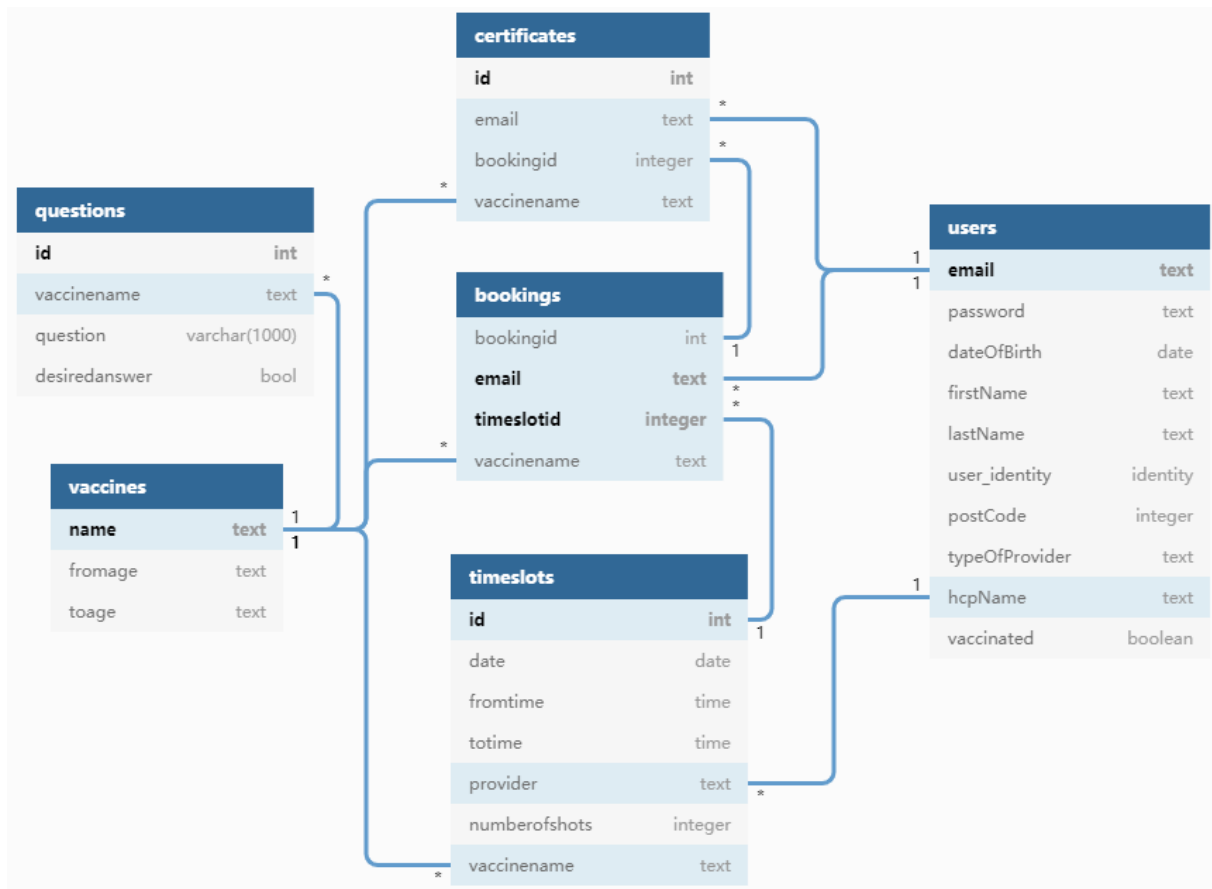 certificates
id int
email text
bookingid integer
vaccinename text
*
*
*
questions
id int
vaccinename text
question varchar(1000)
desiredanswer bool
*
bookings
bookingid int
email text
timeslotid integer
vaccinename text
1
*
*
*
users
email text
password text
dateOfBirth date
firstName text
lastName text
user_identity identity
postCode integer
typeOfProvider text
hcpName text
vaccinated boolean
1
1
1
vaccines
name text
fromage text
toage text
1
1
timeslots
id int
date date
fromtime time
totime time
provider text
numberofshots integer
vaccinename text
1
*
*